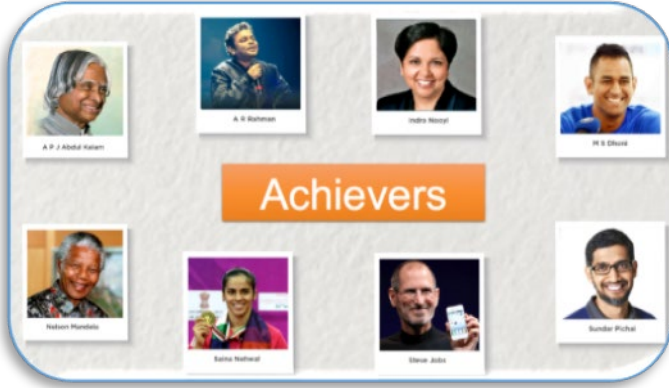 A P J Abdul Kalam
A R Rahman
Indra Nooyi
M S Dhoni
Achievers
Nelson Mandela
Saina Nehwal
Steve Jobs
Sundar Pichai